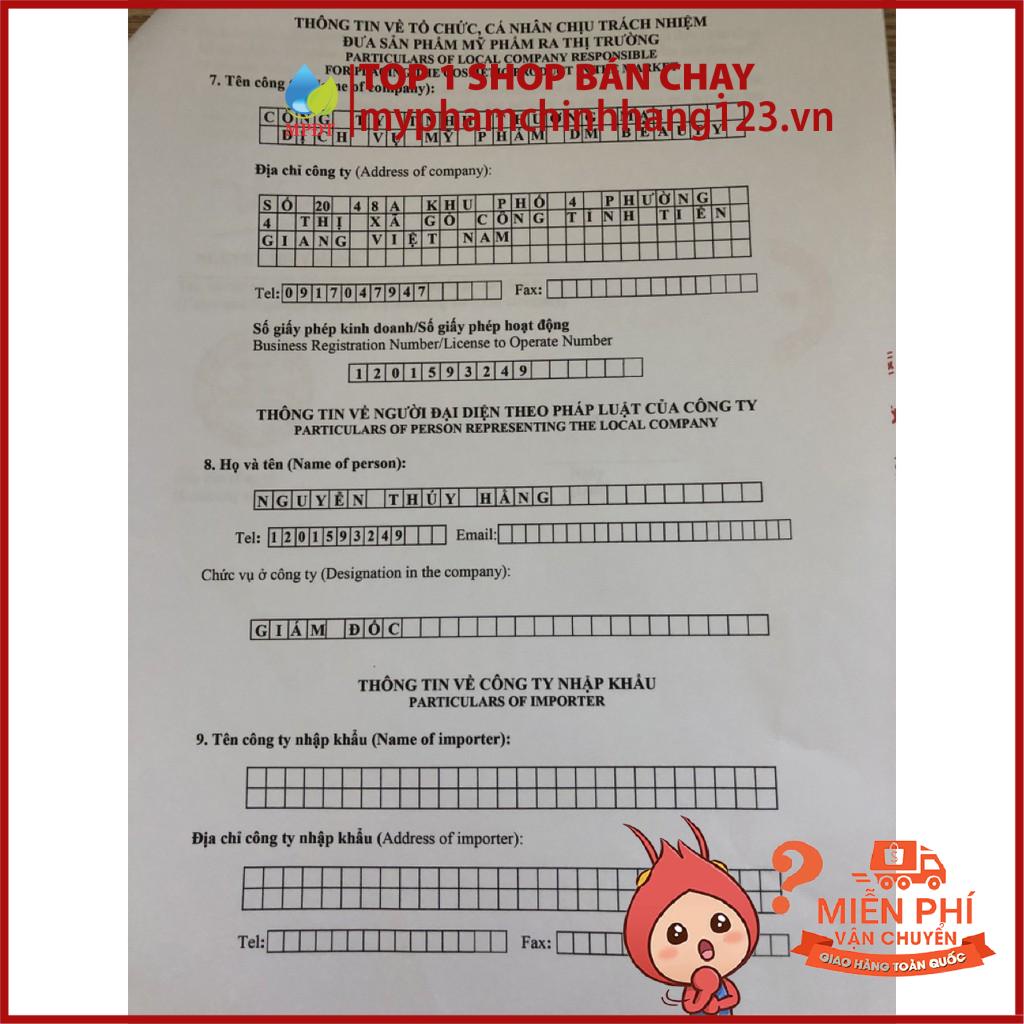 THÔNG TIN VỀ TỔ CHỨC, CÁ NHÂN CHỊU TRÁCH NHIỆM
ĐƯA SẢN PHẨM MỸ PHẨM RA THỊ TRƯỜNG
PARTICULARS OF LOCAL COMPANY RESPONSIBLE
TOP 1 SHOP BÁN CHẠY
7. Tên công of company):
MPDT
myphamchinhhang123.vn
CÔNG TY TNHH THƯƠNG MẠI
DỊCH VỤ MỸ PHẨM DM BEAUTY
Địa chỉ công ty (Address of company):
SỐ 20 48A KHU PHỐ 4 PHƯỜNG
4 THỊ XÃ GÒ CÔNG TỈNH TIỀN
GIANG VIỆT NAM
Tel: 0917047947 Fax:
Số giấy phép kinh doanh/Số giấy phép hoạt động
Business Registration Number/License to Operate Number
1201593249
THÔNG TIN VỀ NGƯỜI ĐẠI DIỆN THEO PHÁP LUẬT CỦA CÔNG TY
PARTICULARS OF PERSON REPRESENTING THE LOCAL COMPANY
8. Họ và tên (Name of person):
NGUYỄN THÚY HẰNG
Tel: 1201593249 Email:
Chức vụ ở công ty (Designation in the company):
GIÁM ĐỐC
THÔNG TIN VỀ CÔNG TY NHẬP KHẨU
PARTICULARS OF IMPORTER
9. Tên công ty nhập khẩu (Name of importer):
Địa chỉ công ty nhập khẩu (Address of importer):
Tel: Fax:
?
S
MIỄN PHÍ
VẬN CHUYỂN
GIAO HÀNG TOÀN QUỐC